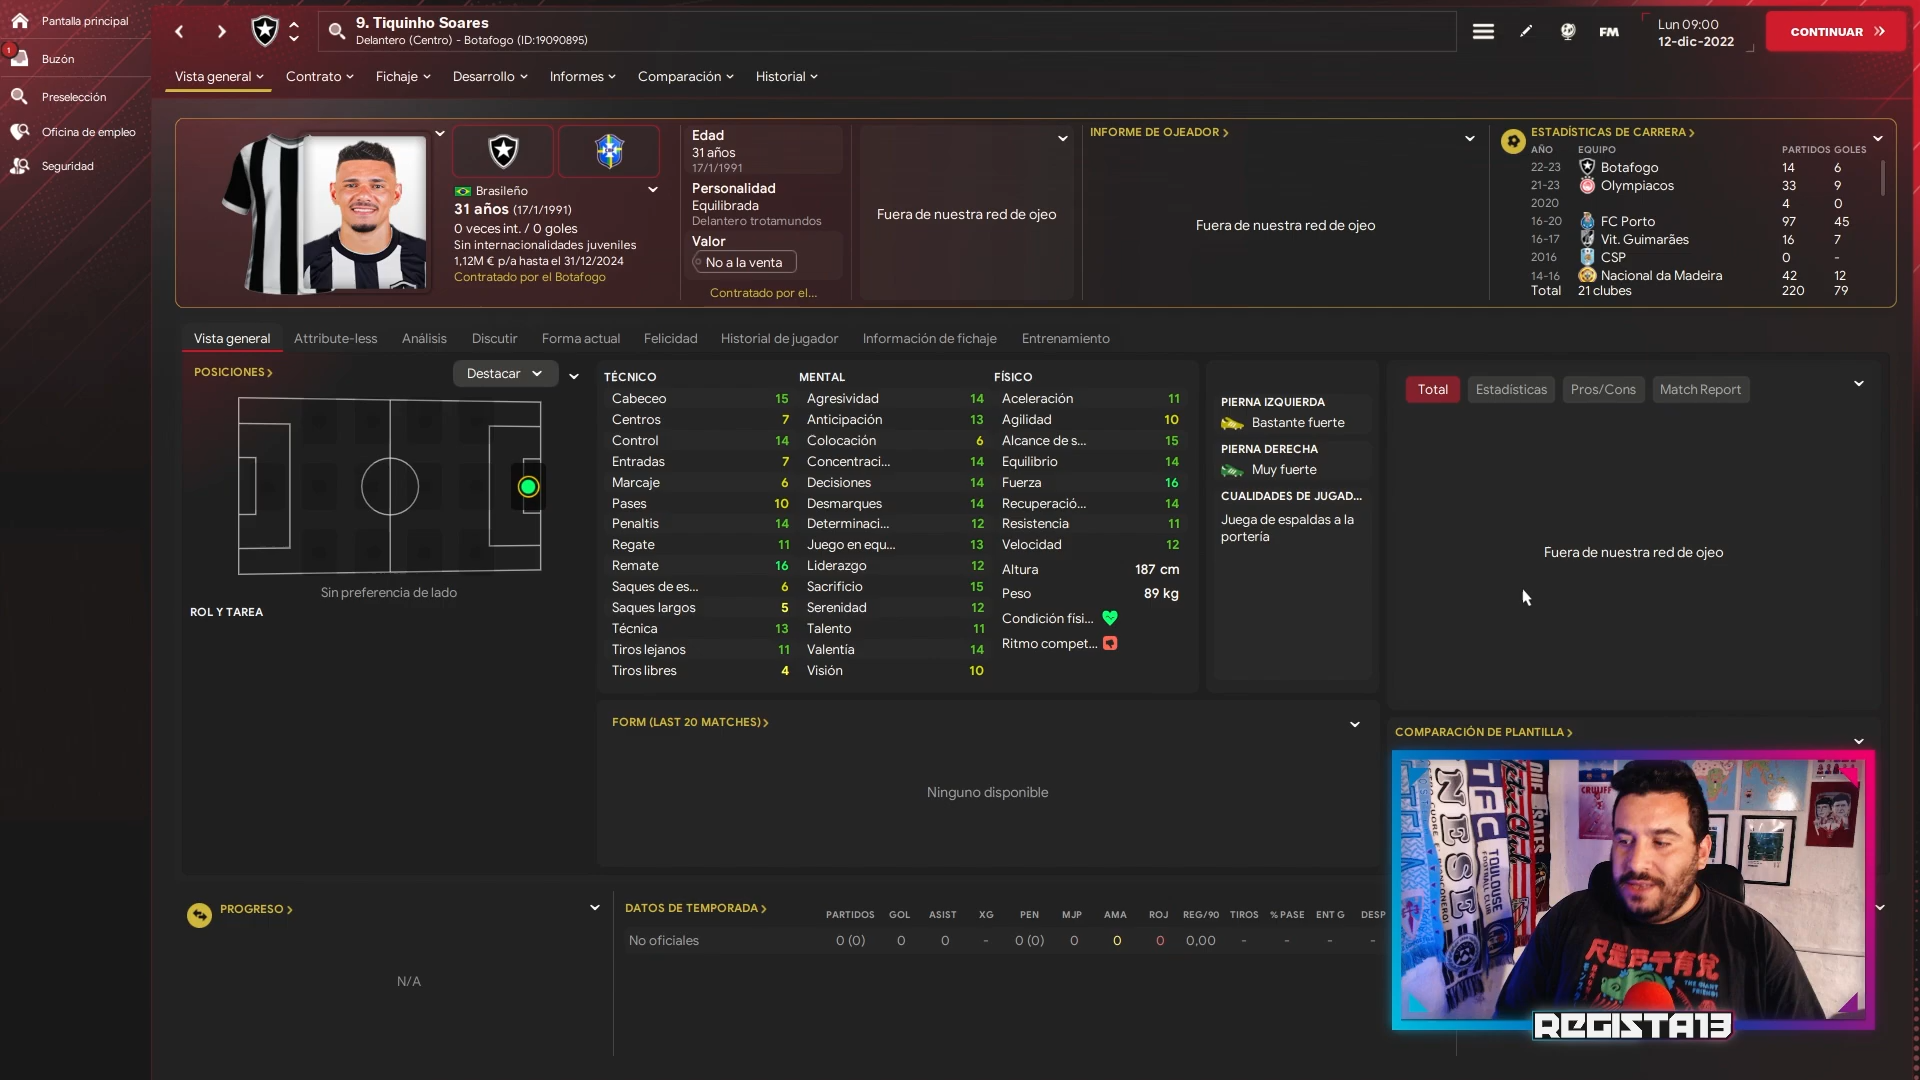 Pantalla principal
1
Buzón
Preselección
Oficina de empleo
Seguridad
9. Tiquinho Soares
Delantero (Centro) - Botafogo (ID:19090895)
FM
Lun 09:00
12-dic-2022
CONTINUAR
Vista general
Contrato
Fichaje
Desarrollo
Informes
Comparación
Historial
Brasileño
31 años (17/1/1991)
0 veces int. / 0 goles
Sin internacionalidades juveniles
1,12M € p/a hasta el 31/12/2024
Contratado por el Botafogo
Edad
31 años
17/1/1991
Personalidad
Equilibrada
Delantero trotamundos
Valor
No a la venta
Contratado por el...
Fuera de nuestra red de ojeo
INFORME DE OJEADOR
Fuera de nuestra red de ojeo
ESTADÍSTICAS DE CARRERA
AÑO EQUIPO PARTIDOS GOLES
22-23 Botafogo 14 6
21-23 Olympiacos 33 9
2020 4 0
16-20 FC Porto 97 45
16-17 Vit. Guimarães 16 7
2016 CSP 0 -
14-16 Nacional da Madeira 42 12
Total 21 clubes 220 79
Vista general
Attribute-less
Análisis
Discutir
Forma actual
Felicidad
Historial de jugador
Información de fichaje
Entrenamiento
POSICIONES
Destacar
Sin preferencia de lado
ROL Y TAREA
TÉCNICO
Cabeceo 15
Centros 7
Control 14
Entradas 7
Marcaje 6
Pases 10
Penaltis 14
Regate 11
Remate 16
Saques de es... 6
Saques largos 5
Técnica 13
Tiros lejanos 11
Tiros libres 4
MENTAL
Agresividad 14
Anticipación 13
Colocación 6
Concentraci... 14
Decisiones 14
Desmarques 14
Determinaci... 12
Juego en equ... 13
Liderazgo 12
Sacrificio 15
Serenidad 12
Talento 11
Valentía 14
Visión 10
FÍSICO
Aceleración 11
Agilidad 10
Alcance de s... 15
Equilibrio 14
Fuerza 16
Recuperació... 14
Resistencia 11
Velocidad 12
Altura 187 cm
Peso 89 kg
Condición físi...
Ritmo compet...
PIERNA IZQUIERDA
Bastante fuerte
PIERNA DERECHA
Muy fuerte
CUALIDADES DE JUGAD...
Juega de espaldas a la
portería
Total
Estadísticas
Pros/Cons
Match Report
Fuera de nuestra red de ojeo
FORM (LAST 20 MATCHES)
Ninguno disponible
COMPARACIÓN DE PLANTILLA
PROGRESO
N/A
DATOS DE TEMPORADA
PARTIDOS GOL ASIST XG PEN MJP AMA ROJ REG/90 TIROS % PASE ENT G DESP
No oficiales 0 (0) 0 0 - 0 (0) 0 0 0 0,00 - - - -
CRUIJFF
TFC
TOULOUSE
NESE
REGISTA13